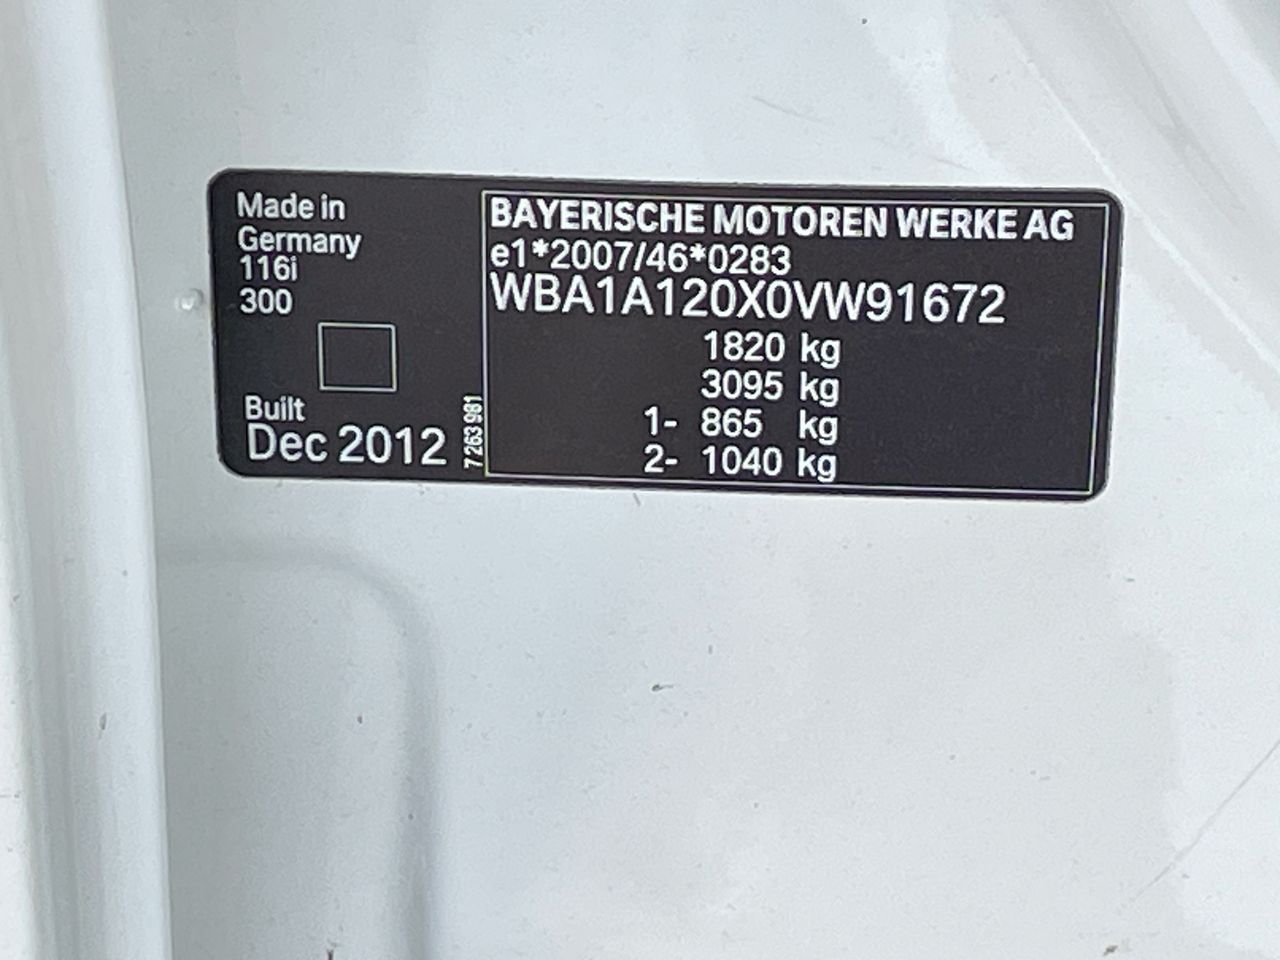 Made in
Germany
116i
300
Built
Dec 2012
7 263 981
BAYERISCHE MOTOREN WERKE AG
e1*2007/46*0283
WBA1A120X0VW91672
1820 kg
3095 kg
1- 865 kg
2- 1040 kg